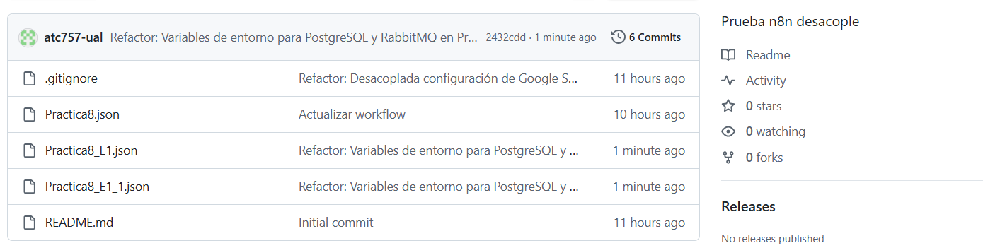 atc757-ual Refactor: Variables de entorno para PostgreSQL y RabbitMQ en Pr... 2432cdd · 1 minute ago 6 Commits
.gitignore Refactor: Desacoplada configuración de Google S... 11 hours ago
Practica8.json Actualizar workflow 10 hours ago
Practica8_E1.json Refactor: Variables de entorno para PostgreSQL y ... 1 minute ago
Practica8_E1_1.json Refactor: Variables de entorno para PostgreSQL y ... 1 minute ago
README.md Initial commit 11 hours ago
Prueba n8n desacople
Readme
Activity
0 stars
0 watching
0 forks
Releases
No releases published